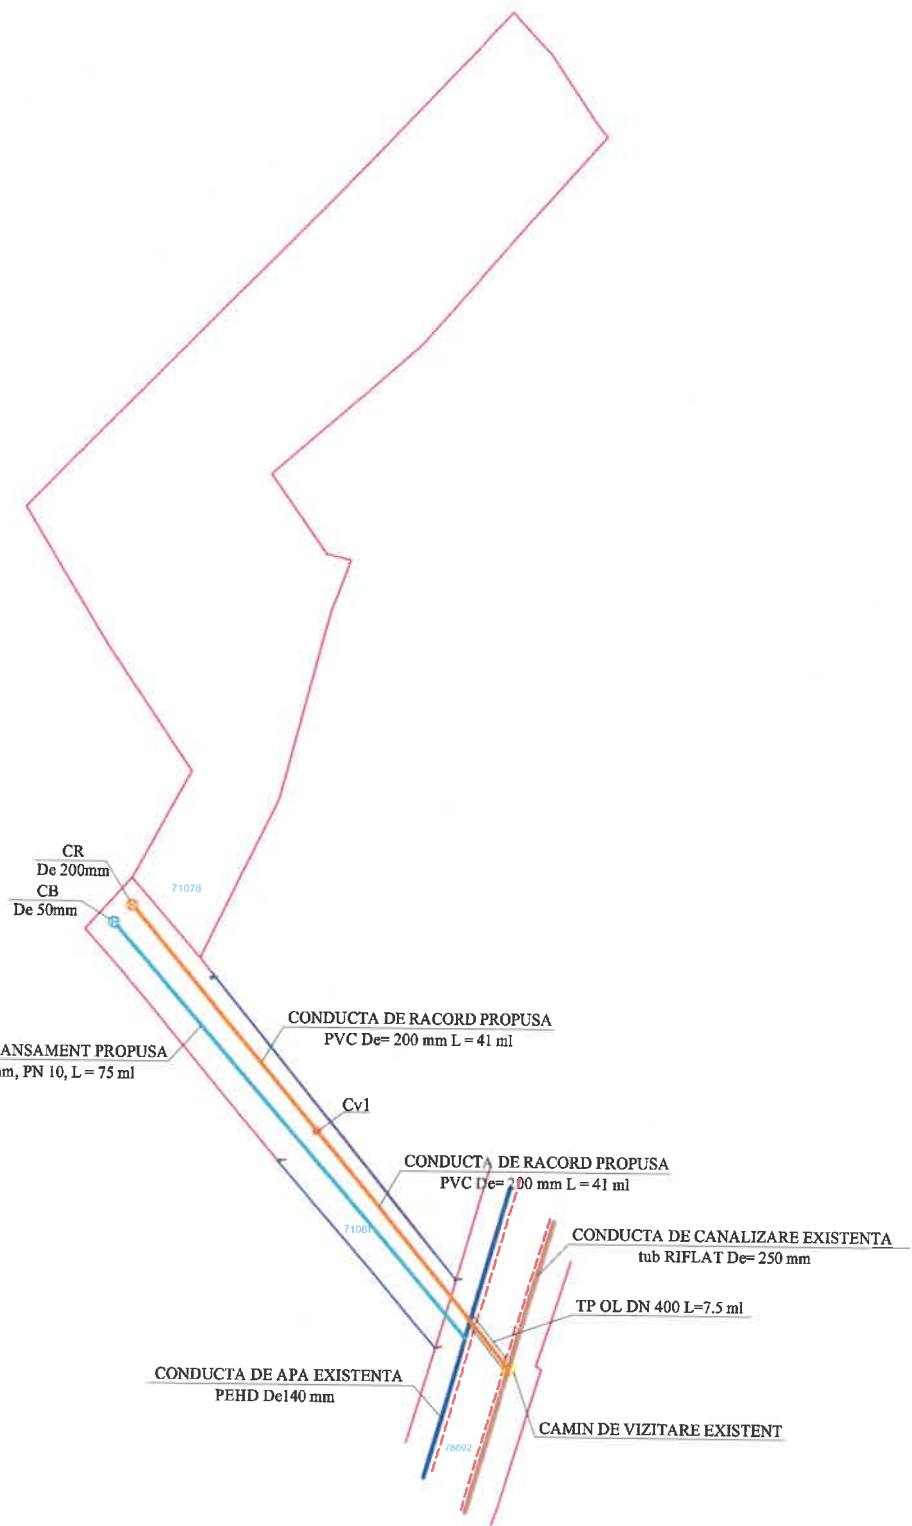 CR
De 200mm
CB
De 50mm
71076
CONDUCTA DE RACORD PROPUSA
PVC De= 200 mm L = 41 ml
ANSAMENT PROPUSA
m, PN 10, L = 75 ml
Cv1
CONDUCTA DE RACORD PROPUSA
PVC De= 200 mm L = 41 ml
CONDUCTA DE CANALIZARE EXISTENTA
tub RIFLAT De= 250 mm
TP OL DN 400 L=7.5 ml
CONDUCTA DE APA EXISTENTA
PEHD De140 mm
CAMIN DE VIZITARE EXISTENT
78692